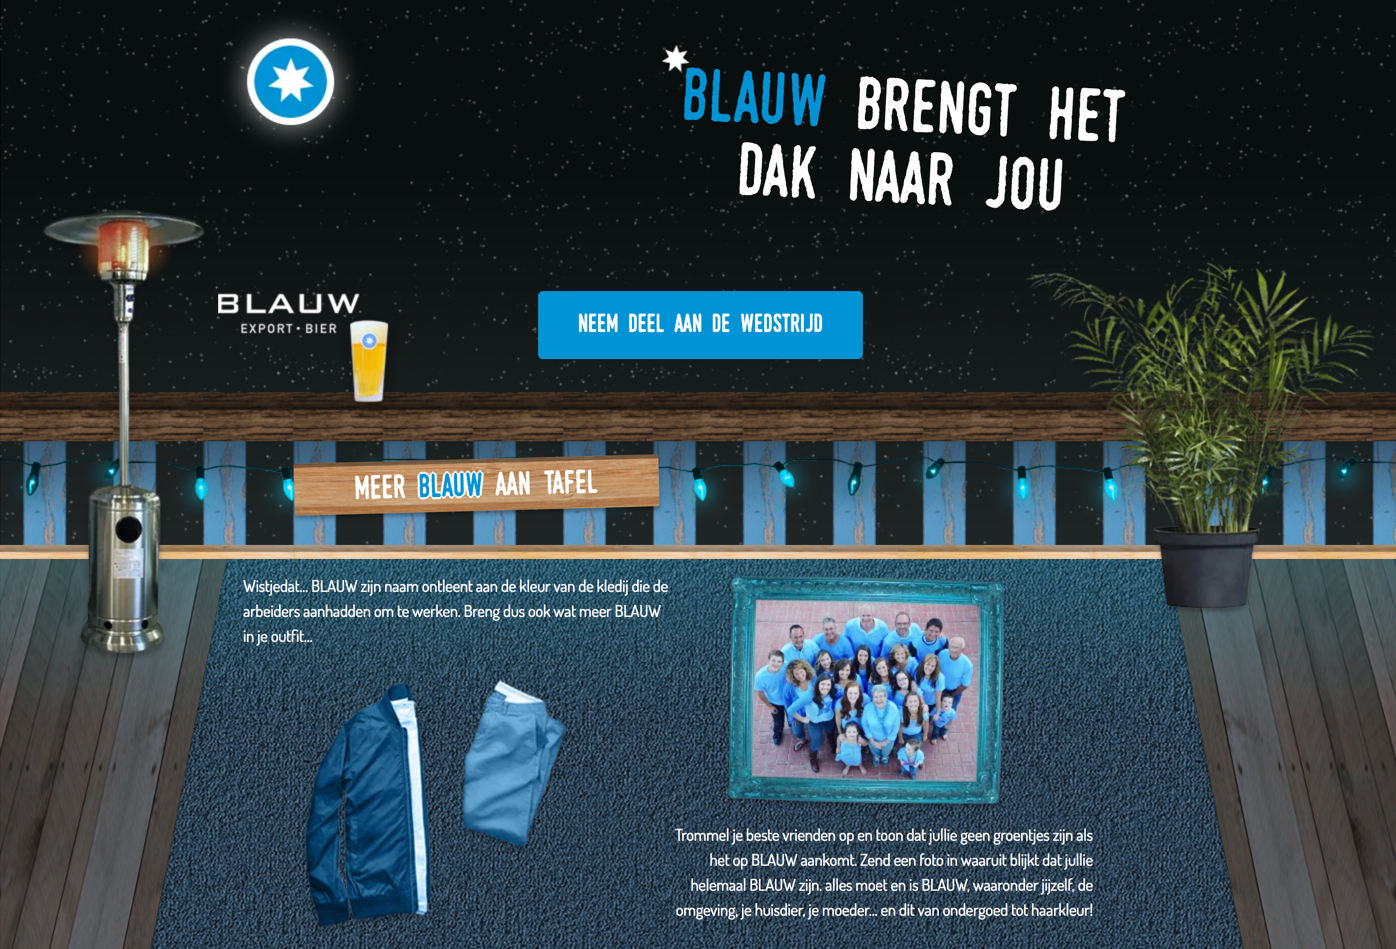 BLAUW BRENGT HET
DAK NAAR JOU
BLAUW
EXPORT • BIER
NEEM DEEL AAN DE WEDSTRIJD
MEER BLAUW AAN TAFEL
Wistjedat... BLAUW zijn naam ontleent aan de kleur van de kledij die de
arbeiders aanhadden om te werken. Breng dus ook wat meer BLAUW
in je outfit...
Trommel je beste vrienden op en toon dat jullie geen groentjes zijn als
het op BLAUW aankomt. Zend een foto in waaruit blijkt dat jullie
helemaal BLAUW zijn. alles moet en is BLAUW, waaronder jijzelf, de
omgeving, je huisdier, je moeder... en dit van ondergoed tot haarkleur!